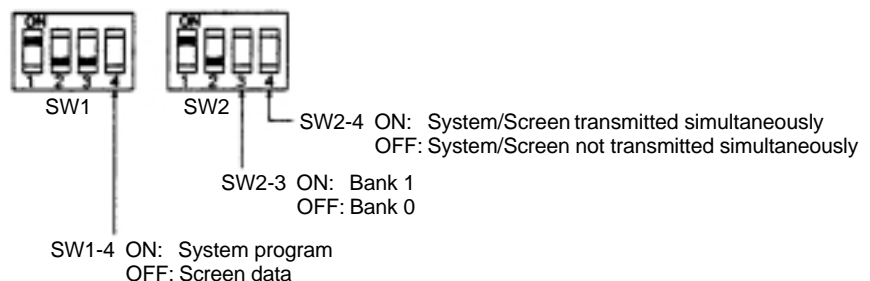 ON ON
1 2 3 4 1 2 3 4
SW1 SW2
SW2-4 ON: System/Screen transmitted simultaneously
OFF: System/Screen not transmitted simultaneously
SW2-3 ON: Bank 1
OFF: Bank 0
SW1-4 ON: System program
OFF: Screen data